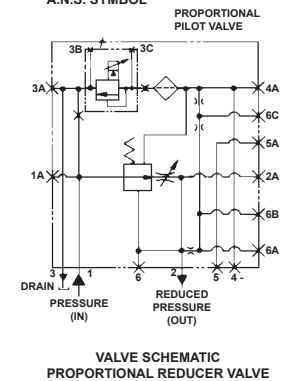 A.N.S. SYMBOL
PROPORTIONAL
PILOT VALVE
3B
3C
3A
4A
6C
5A
1A
2A
6B
6A
3
1
6
2
5
4
DRAIN
PRESSURE
(IN)
REDUCED
PRESSURE
(OUT)
VALVE SCHEMATIC
PROPORTIONAL REDUCER VALVE